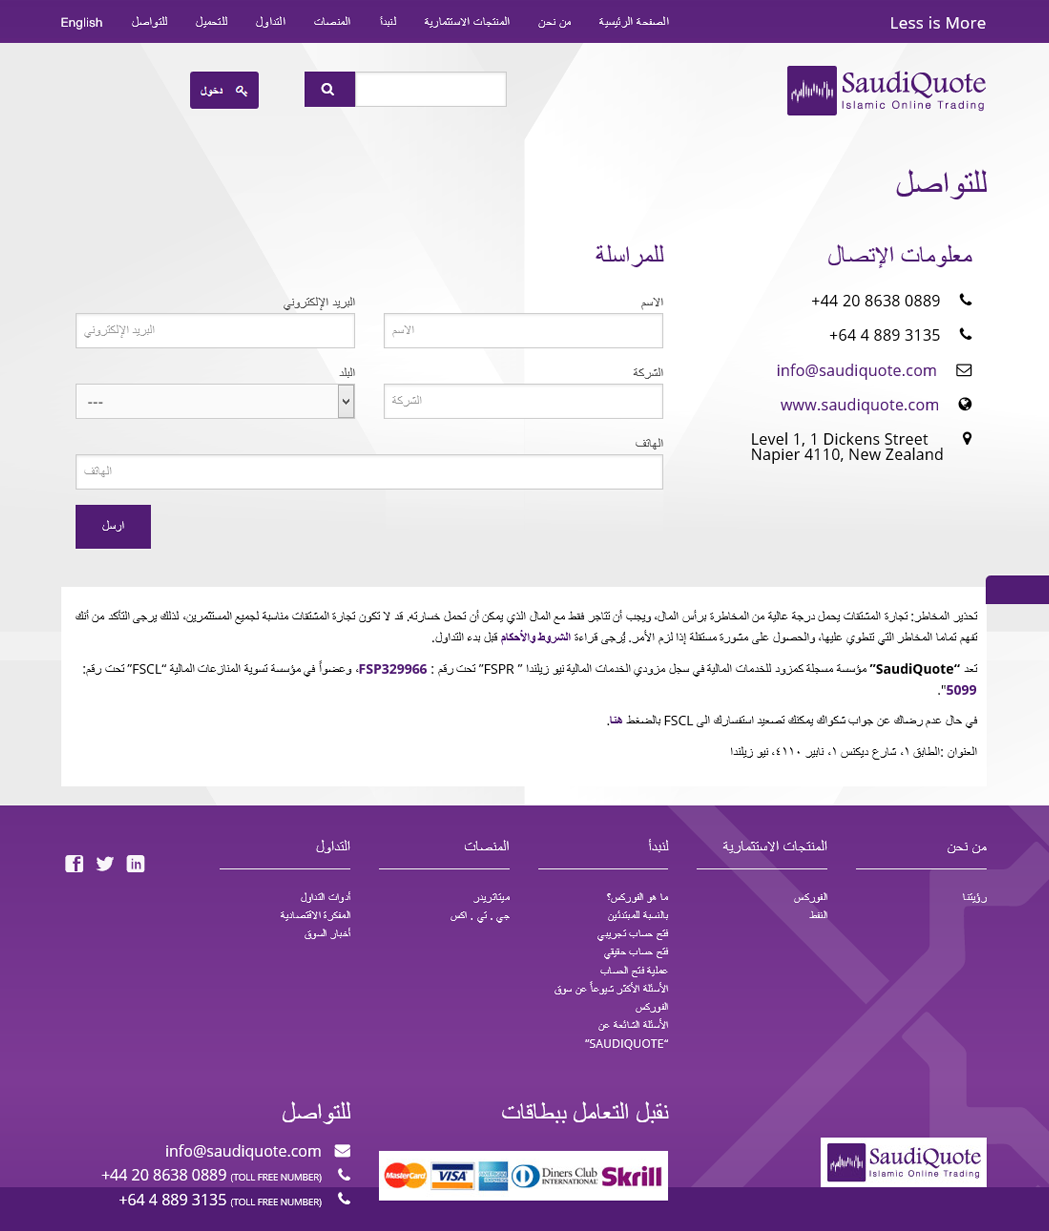 Less is More
الصفحة الرئيسية
من نحن
المنتجات الاستثمارية
لنبدأ
المنصات
التداول
للتحميل
للتواصل
English
SaudiQuote
Islamic Online Trading
دخول
للتواصل
معلومات الإتصال
+44 20 8638 0889
+64 4 889 3135
info@saudiquote.com
www.saudiquote.com
Level 1, 1 Dickens Street
Napier 4110, New Zealand
للمراسلة
الاسم
البريد الإلكتروني
الاسم
البريد الإلكتروني
الشركة
البلد
الشركة
---
الهاتف
الهاتف
ارسل
تحذير المخاطر: تجارة المشتقات يحمل درجة عالية من المخاطرة برأس المال، ويجب أن تتاجر فقط مع المال الذي يمكن أن تحمل خسارته. قد لا تكون تجارة المشتقات مناسبة لجميع المستثمرين، لذلك يرجى التأكد من أنك
تفهم تماما المخاطر التي تنطوي عليها، والحصول على مشورة مستقلة إذا لزم الأمر. يُرجى قراءة الشروط والأحكام قبل بدء التداول.
تعد “SaudiQuote” مؤسسة مسجلة كمزود للخدمات المالية في سجل مزودي الخدمات المالية نيو زيلندا ” FSPR” تحت رقم : FSP329966، وعضواً في مؤسسة تسوية المنازعات المالية “FSCL” تحت رقم:
5099".
في حال عدم رضاك عن جواب شكواك يمكنك تصعيد استفسارك الى FSCL بالضغط هنا.
العنوان :الطابق ١، شارع ديكنس ١، نابير ٤١١٠، نيو زيلندا
من نحن
رؤيتنا
المنتجات الاستثمارية
الفوركس
النفط
لنبدأ
ما هو الفوركس؟
بالنسبة للمبتدئين
فتح حساب تجريبي
فتح حساب حقيقي
عملية فتح الحساب
الأسئلة الأكثر شيوعاً عن سوق
الفوركس
الأسئلة الشائعة عن
“SAUDIQUOTE”
المنصات
ميتاتريدر
جي . تي . اكس
التداول
أدوات التداول
المفكرة الاقتصادية
أخبار السوق
SaudiQuote
Islamic Online Trading
نقبل التعامل ببطاقات
MasterCard
VISA
Diners Club
INTERNATIONAL
Skrill
للتواصل
info@saudiquote.com
+44 20 8638 0889 (TOLL FREE NUMBER)
+64 4 889 3135 (TOLL FREE NUMBER)